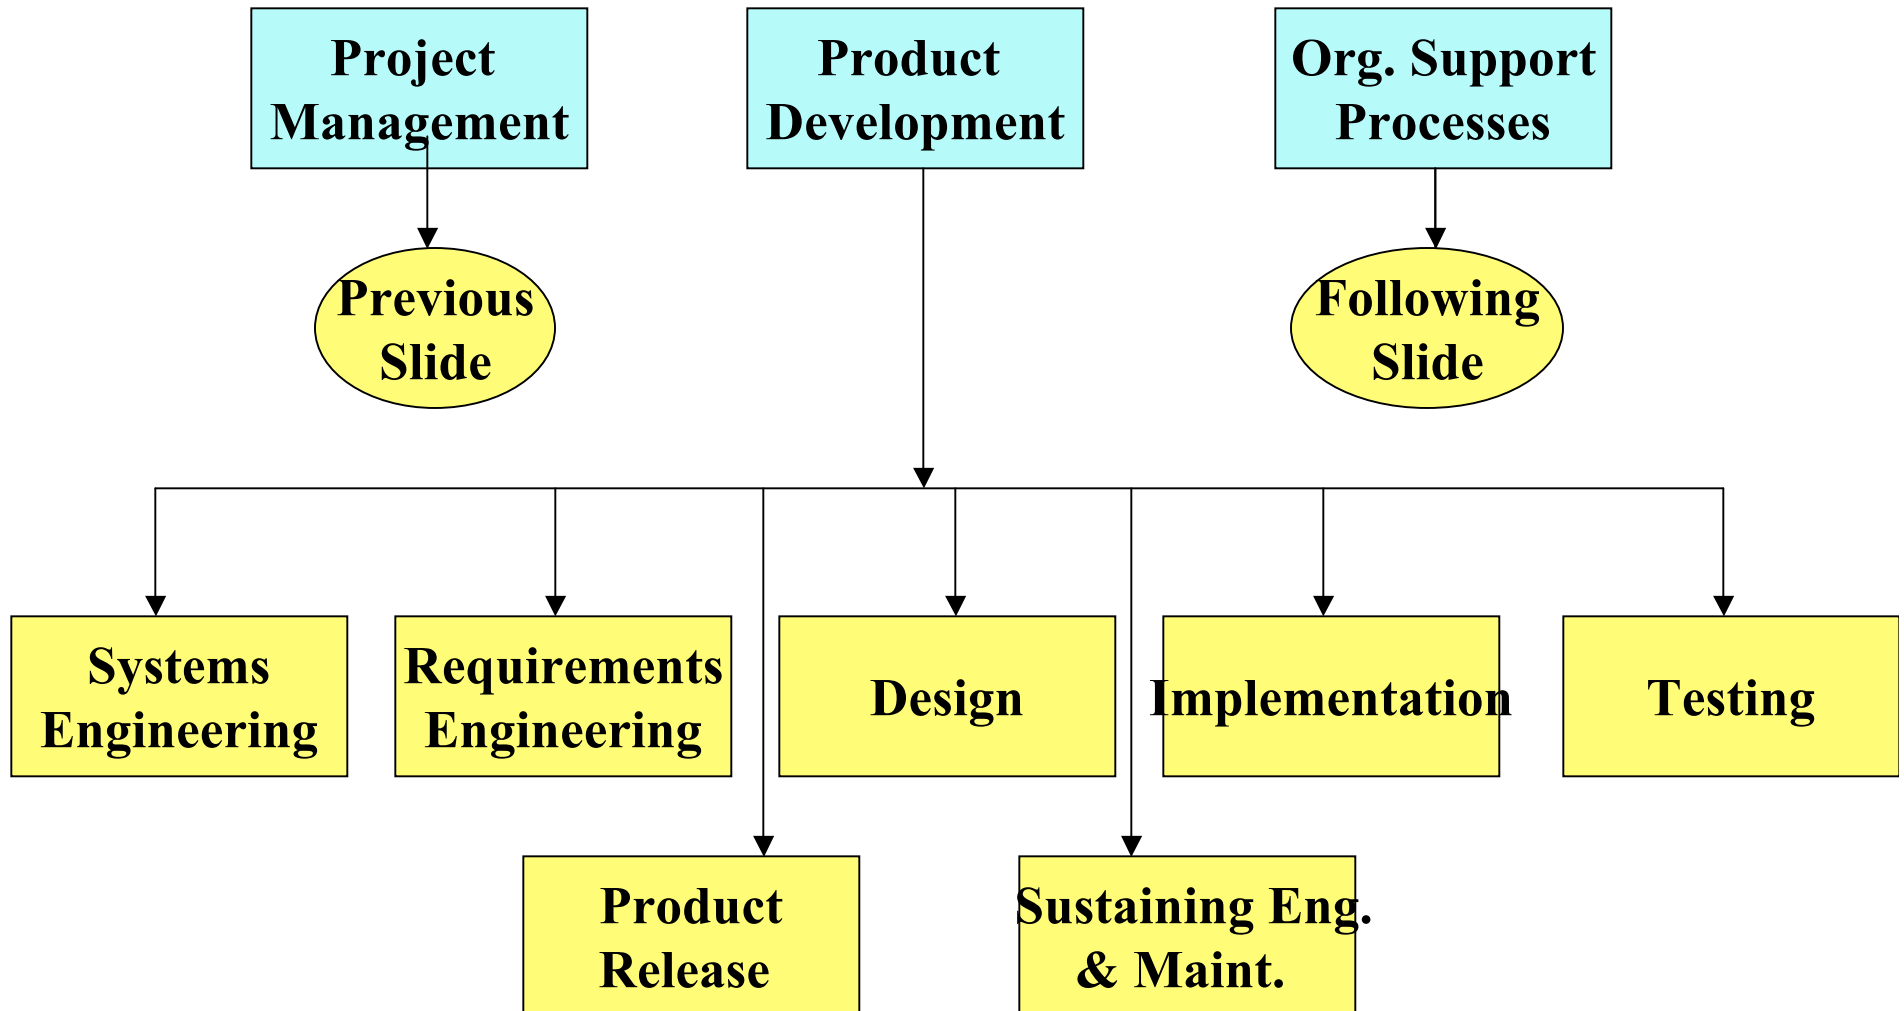 Project
Management
Product
Development
Org. Support
Processes
Previous
Slide
Following
Slide
Systems
Engineering
Requirements
Engineering
Design
Implementation
Testing
Product
Release
Sustaining Eng.
& Maint.